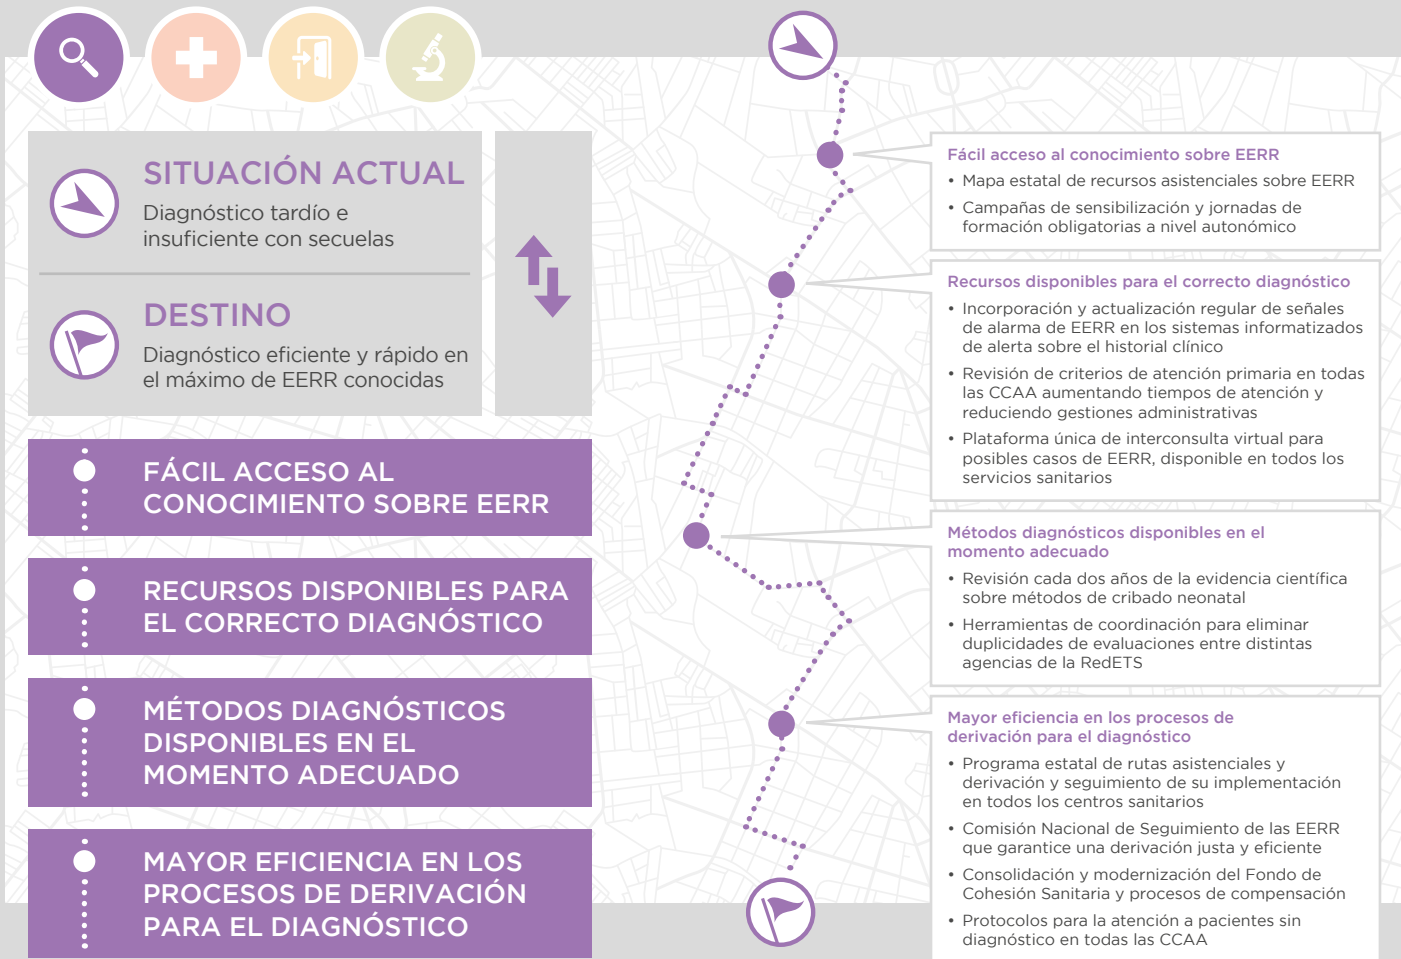 SITUACIÓN ACTUAL
Diagnóstico tardío e
insuficiente con secuelas
DESTINO
Diagnóstico eficiente y rápido en
el máximo de EERR conocidas
FÁCIL ACCESO AL
CONOCIMIENTO SOBRE EERR
RECURSOS DISPONIBLES PARA
EL CORRECTO DIAGNÓSTICO
MÉTODOS DIAGNÓSTICOS
DISPONIBLES EN EL
MOMENTO ADECUADO
MAYOR EFICIENCIA EN LOS
PROCESOS DE DERIVACIÓN
PARA EL DIAGNÓSTICO
Fácil acceso al conocimiento sobre EERR
• Mapa estatal de recursos asistenciales sobre EERR
• Campañas de sensibilización y jornadas de
formación obligatorias a nivel autonómico
Recursos disponibles para el correcto diagnóstico
• Incorporación y actualización regular de señales
de alarma de EERR en los sistemas informatizados
de alerta sobre el historial clínico
• Revisión de criterios de atención primaria en todas
las CCAA aumentando tiempos de atención y
reduciendo gestiones administrativas
• Plataforma única de interconsulta virtual para
posibles casos de EERR, disponible en todos los
servicios sanitarios
Métodos diagnósticos disponibles en el
momento adecuado
• Revisión cada dos años de la evidencia científica
sobre métodos de cribado neonatal
• Herramientas de coordinación para eliminar
duplicidades de evaluaciones entre distintas
agencias de la RedETS
Mayor eficiencia en los procesos de
derivación para el diagnóstico
• Programa estatal de rutas asistenciales y
derivación y seguimiento de su implementación
en todos los centros sanitarios
• Comisión Nacional de Seguimiento de las EERR
que garantice una derivación justa y eficiente
• Consolidación y modernización del Fondo de
Cohesión Sanitaria y procesos de compensación
• Protocolos para la atención a pacientes sin
diagnóstico en todas las CCAA